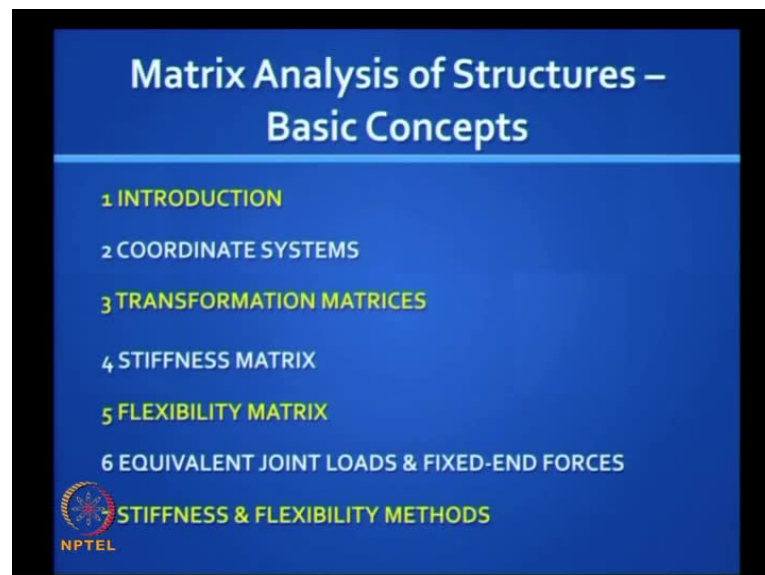 Matrix Analysis of Structures –
Basic Concepts
1 INTRODUCTION
2 COORDINATE SYSTEMS
3 TRANSFORMATION MATRICES
4 STIFFNESS MATRIX
5 FLEXIBILITY MATRIX
6 EQUIVALENT JOINT LOADS & FIXED-END FORCES
STIFFNESS & FLEXIBILITY METHODS
NPTEL